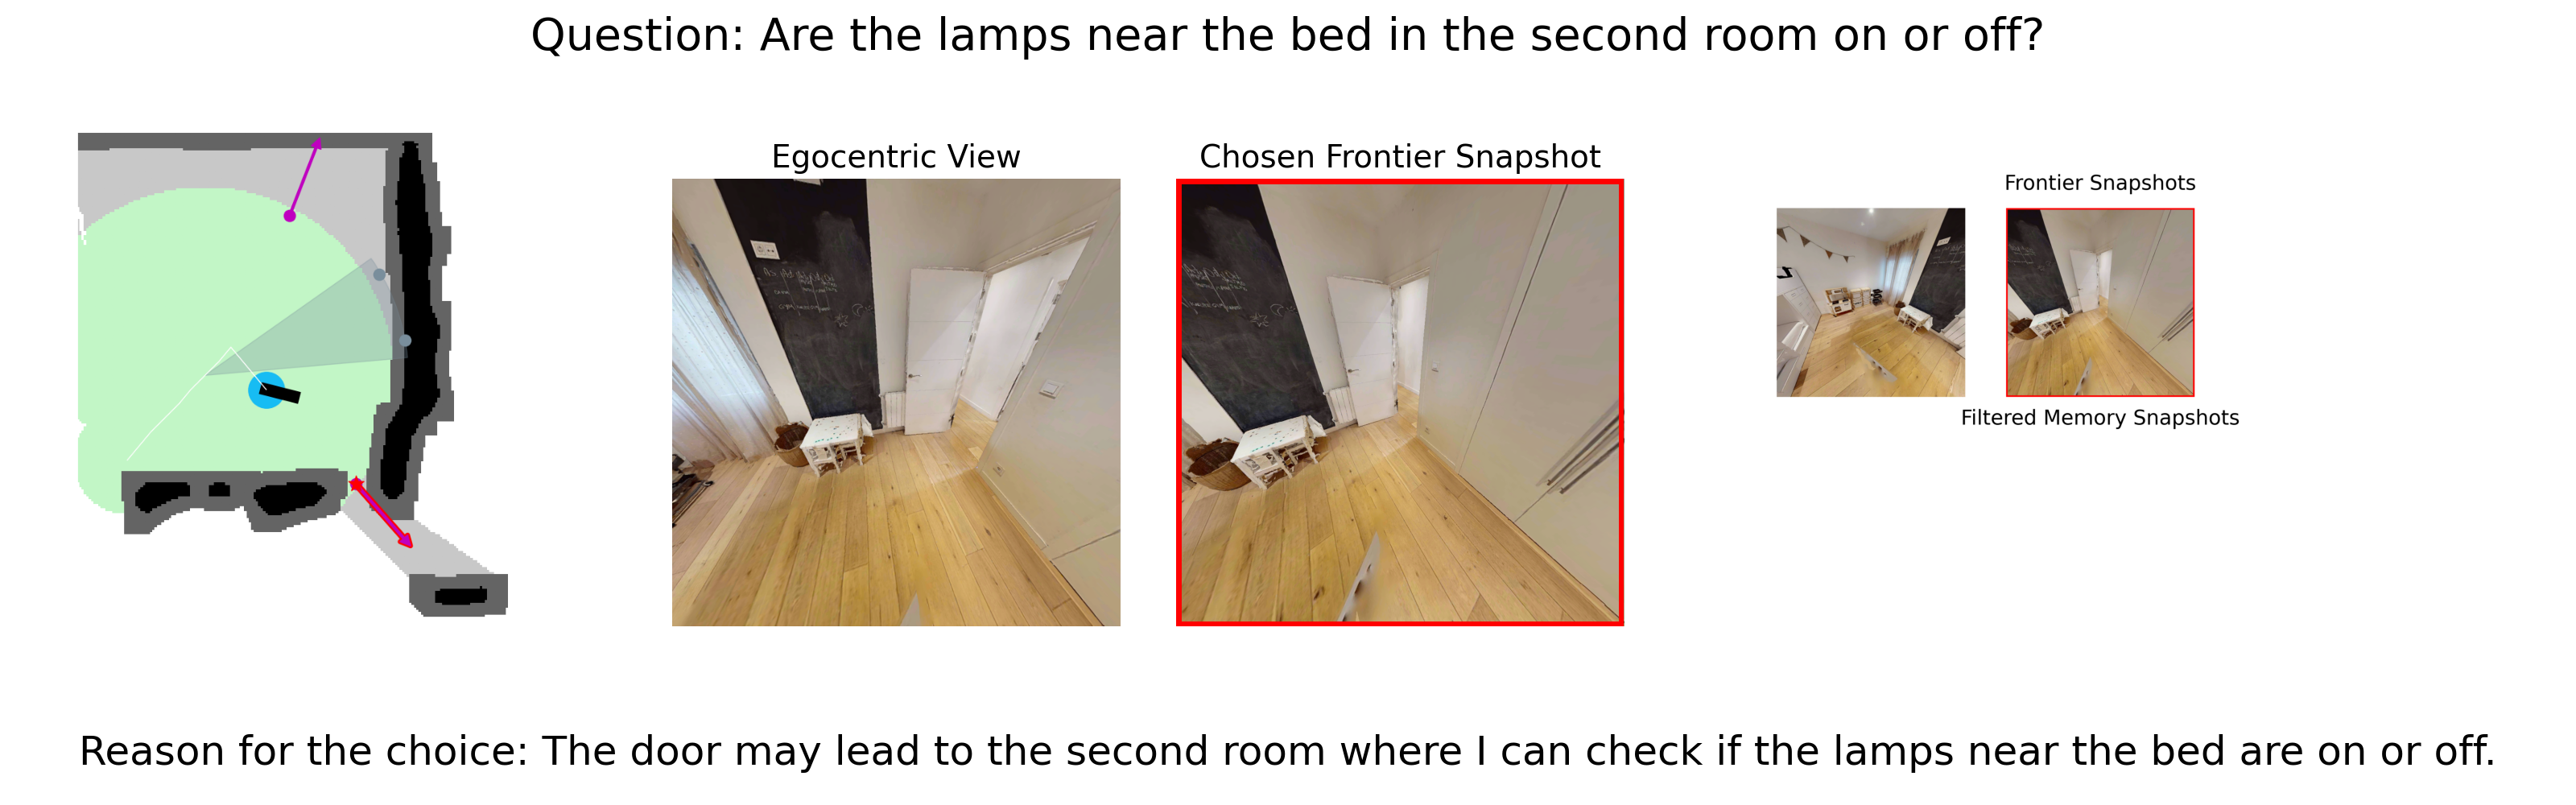 Question: Are the lamps near the bed in the second room on or off?
Egocentric View
Chosen Frontier Snapshot
Frontier Snapshots
Filtered Memory Snapshots
Reason for the choice: The door may lead to the second room where I can check if the lamps near the bed are on or off.